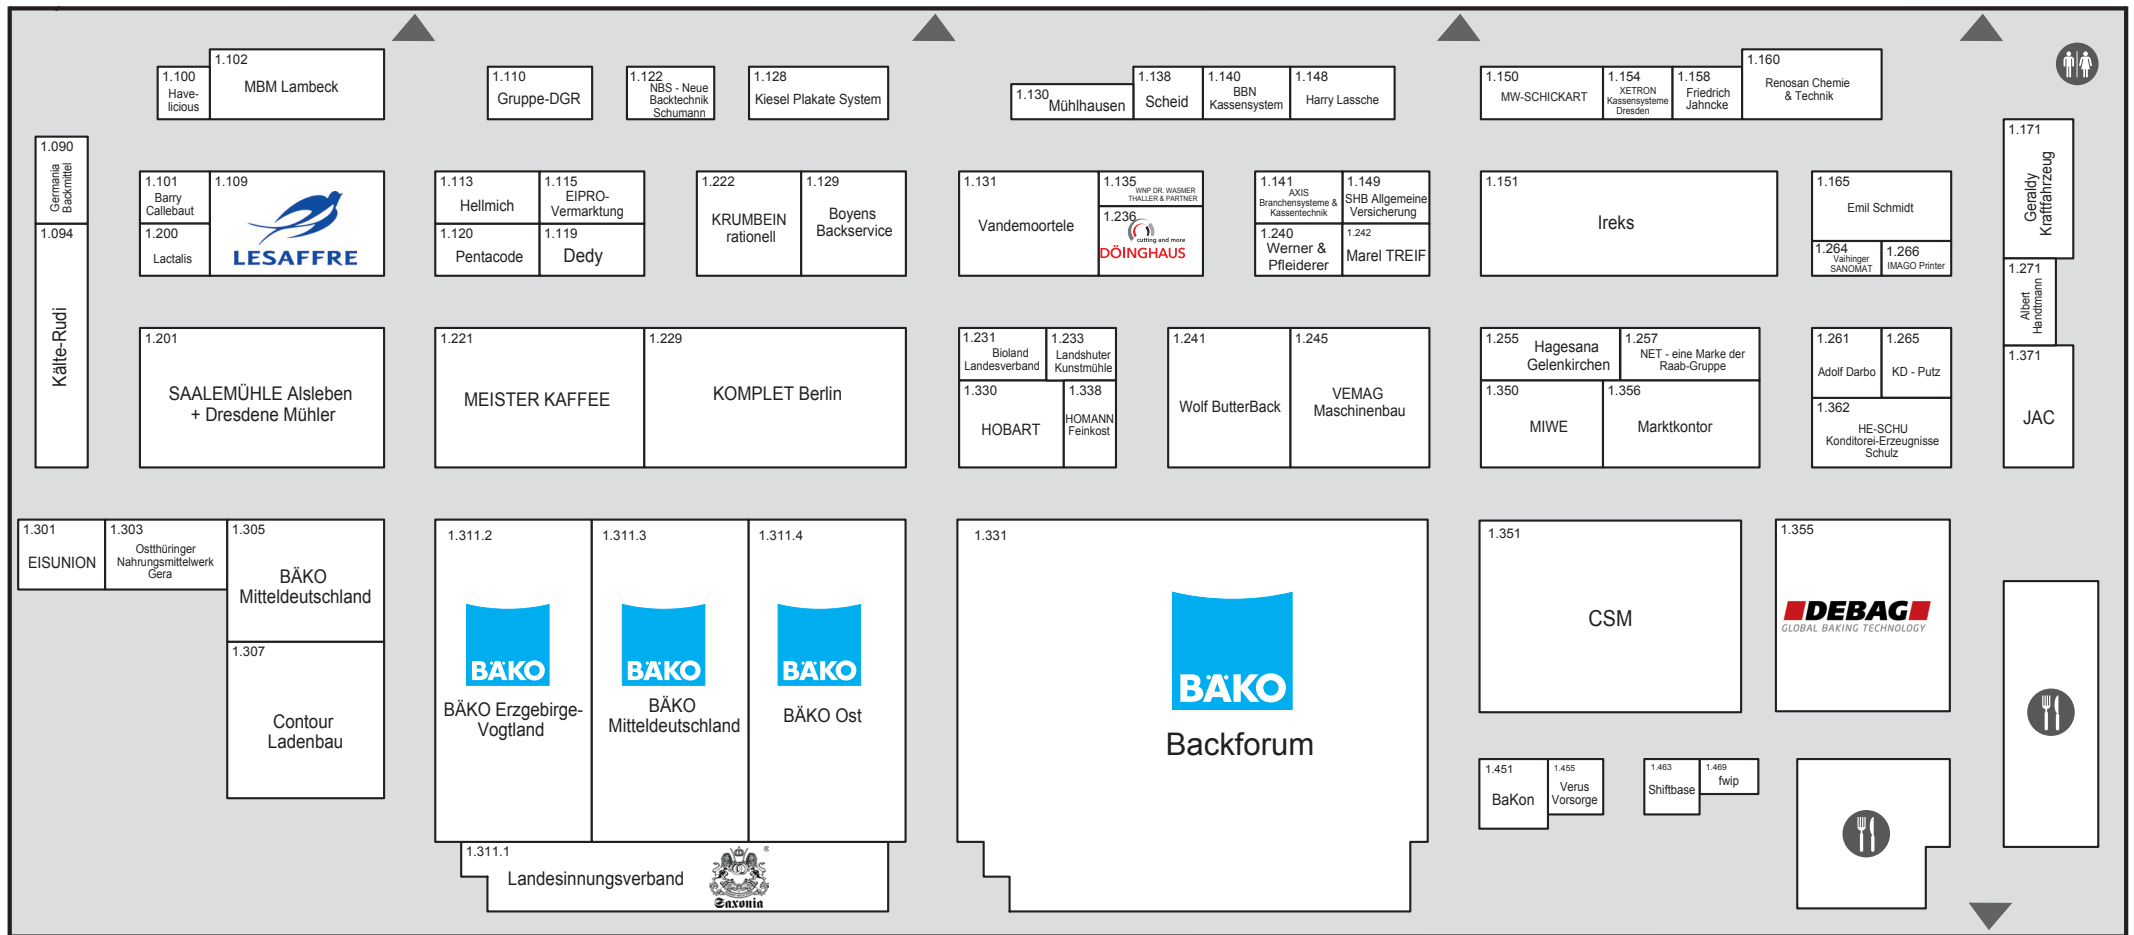 1.100
Have-
licious
1.102
MBM Lambeck
1.110
Gruppe-DGR
1.122
NBS - Neue
Backtechnik
Schumann
1.128
Kiesel Plakate System
1.130
Mühlhausen
1.138
Scheid
1.140
BBN
Kassensystem
1.148
Harry Lassche
1.150
MW-SCHICKART
1.154
XETRON
Kassensysteme
Dresden
1.158
Friedrich
Jahncke
1.160
Renosan Chemie
& Technik
1.090
Germania
Backmittel
1.094
Kälte-Rudi
1.101
Barry
Callebaut
1.200
Lactalis
1.109
LESAFFRE
1.113
Hellmich
1.115
EIPRO-
Vermarktung
1.120
Pentacode
1.119
Dedy
1.222
KRUMBEIN
rationell
1.129
Boyens
Backservice
1.131
Vandemoortele
1.135
WNP DR. WASMER
THALLER & PARTNER
1.236
cutting and more
DÖINGHAUS
1.141
AXIS
Branchensysteme &
Kassentechnik
1.149
SHB Allgemeine
Versicherung
1.240
Werner &
Pfleiderer
1.242
Marel TREIF
1.151
Ireks
1.165
Emil Schmidt
1.264
Vaihinger
SANOMAT
1.266
IMAGO Printer
1.171
Geraldy
Kraftfahrzeug
1.271
Albert
Handtmann
1.371
JAC
1.201
SAALEMÜHLE Alsleben
+ Dresdene Mühler
1.221
MEISTER KAFFEE
1.229
KOMPLET Berlin
1.231
Bioland
Landesverband
1.233
Landshuter
Kunstmühle
1.330
HOBART
1.338
HOMANN
Feinkost
1.241
Wolf ButterBack
1.245
VEMAG
Maschinenbau
1.255
Hagesana
Gelenkirchen
1.257
NET - eine Marke der
Raab-Gruppe
1.350
MIWE
1.356
Marktkontor
1.261
Adolf Darbo
1.265
KD - Putz
1.362
HE-SCHU
Konditorei-Erzeugnisse
Schulz
1.301
EISUNION
1.303
Ostthüringer
Nahrungsmittelwerk
Gera
1.305
BÄKO
Mitteldeutschland
1.307
Contour
Ladenbau
1.311.2
BÄKO
BÄKO Erzgebirge-
Vogtland
1.311.3
BÄKO
BÄKO
Mitteldeutschland
1.311.4
BÄKO
BÄKO Ost
1.311.1
Landesinnungsverband
Saxonia
1.331
BÄKO
Backforum
1.351
CSM
1.355
DEBAG
GLOBAL BAKING TECHNOLOGY
1.451
BaKon
1.455
Verus
Vorsorge
1.463
Shiftbase
1.469
fwip